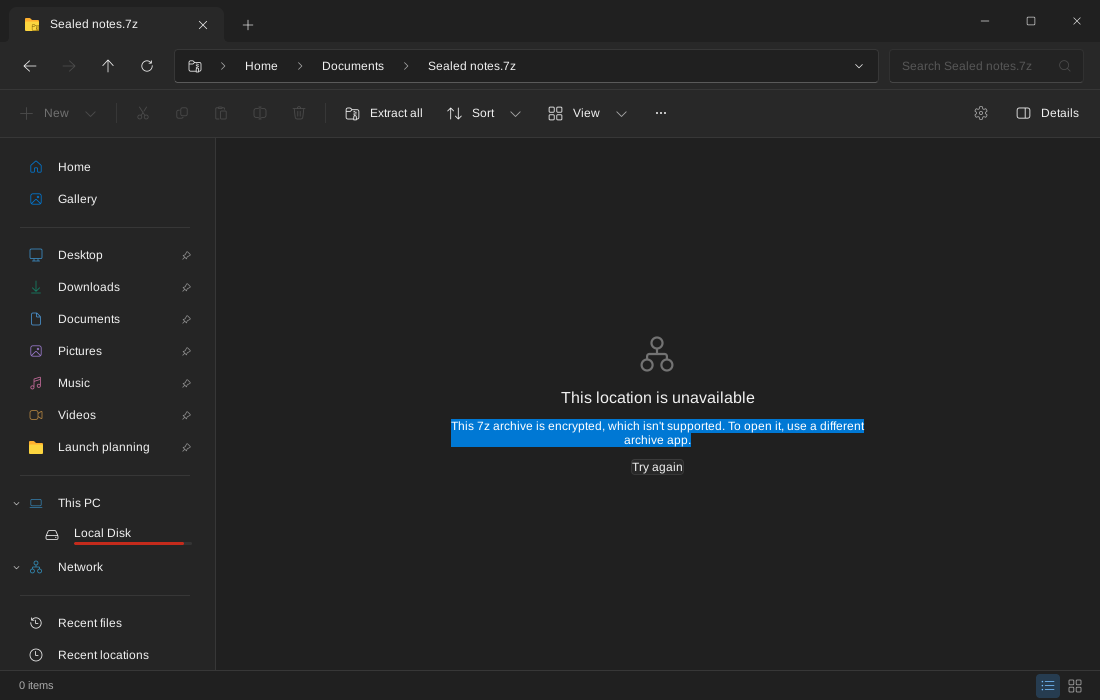 Sealed notes.7z
Home
Documents
Sealed notes.7z
Search Sealed notes.7z
New
Extract all
Sort
View
Details
Home
Gallery
Desktop
Downloads
Documents
Pictures
Music
Videos
Launch planning
This PC
Local Disk
Network
Recent files
Recent locations
This location is unavailable
This 7z archive is encrypted, which isn't supported. To open it, use a different
archive app.
Try again
0 items